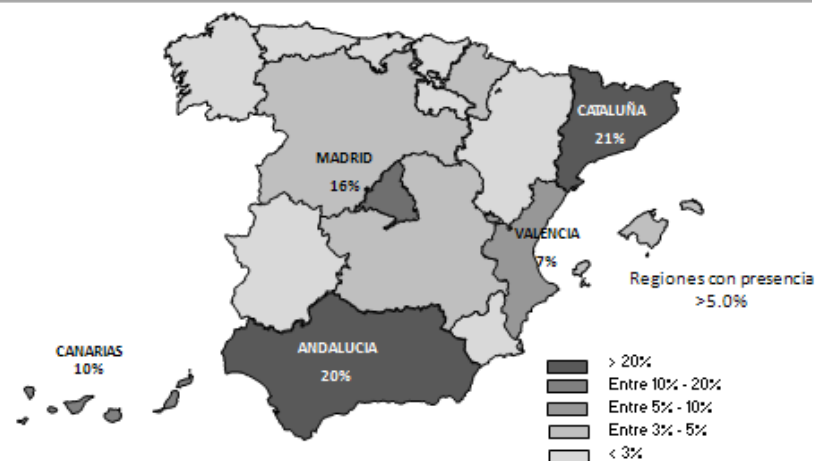 CATALUÑA
21%
MADRID
16%
VALENCIA
7%
Regiones con presencia
>5.0%
CANARIAS
10%
ANDALUCIA
20%
> 20%
Entre 10% - 20%
Entre 5% - 10%
Entre 3% - 5%
< 3%